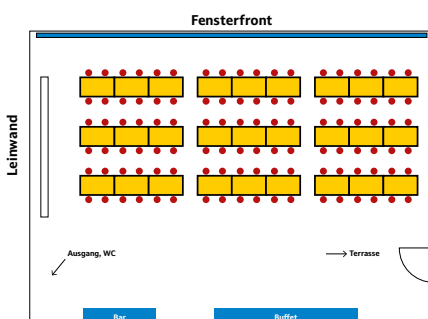 Fensterfront
Leinwand
Ausgang, WC
Terrasse
Bar
Buffet